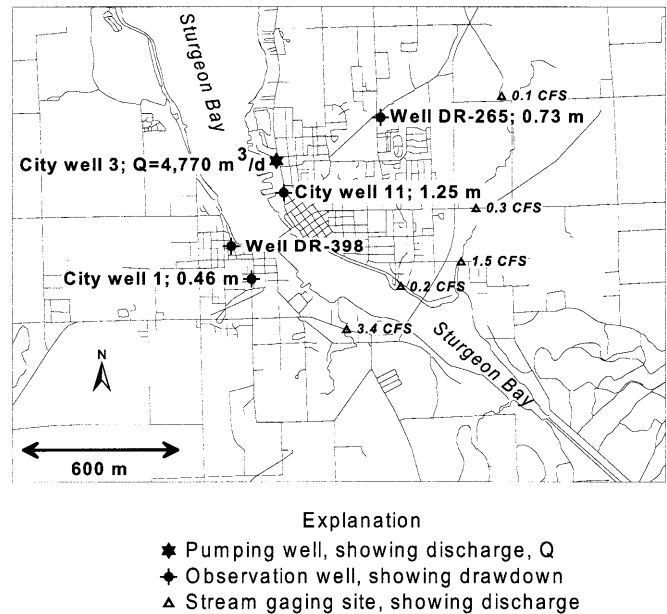 Sturgeon Bay
0.1 CFS
Well DR-265; 0.73 m
City well 3; Q=4,770 m³/d
City well 11; 1.25 m
0.3 CFS
Well DR-398
1.5 CFS
City well 1; 0.46 m
0.2 CFS
3.4 CFS
Sturgeon Bay
N
600 m
Explanation
Pumping well, showing discharge, Q
Observation well, showing drawdown
Stream gaging site, showing discharge